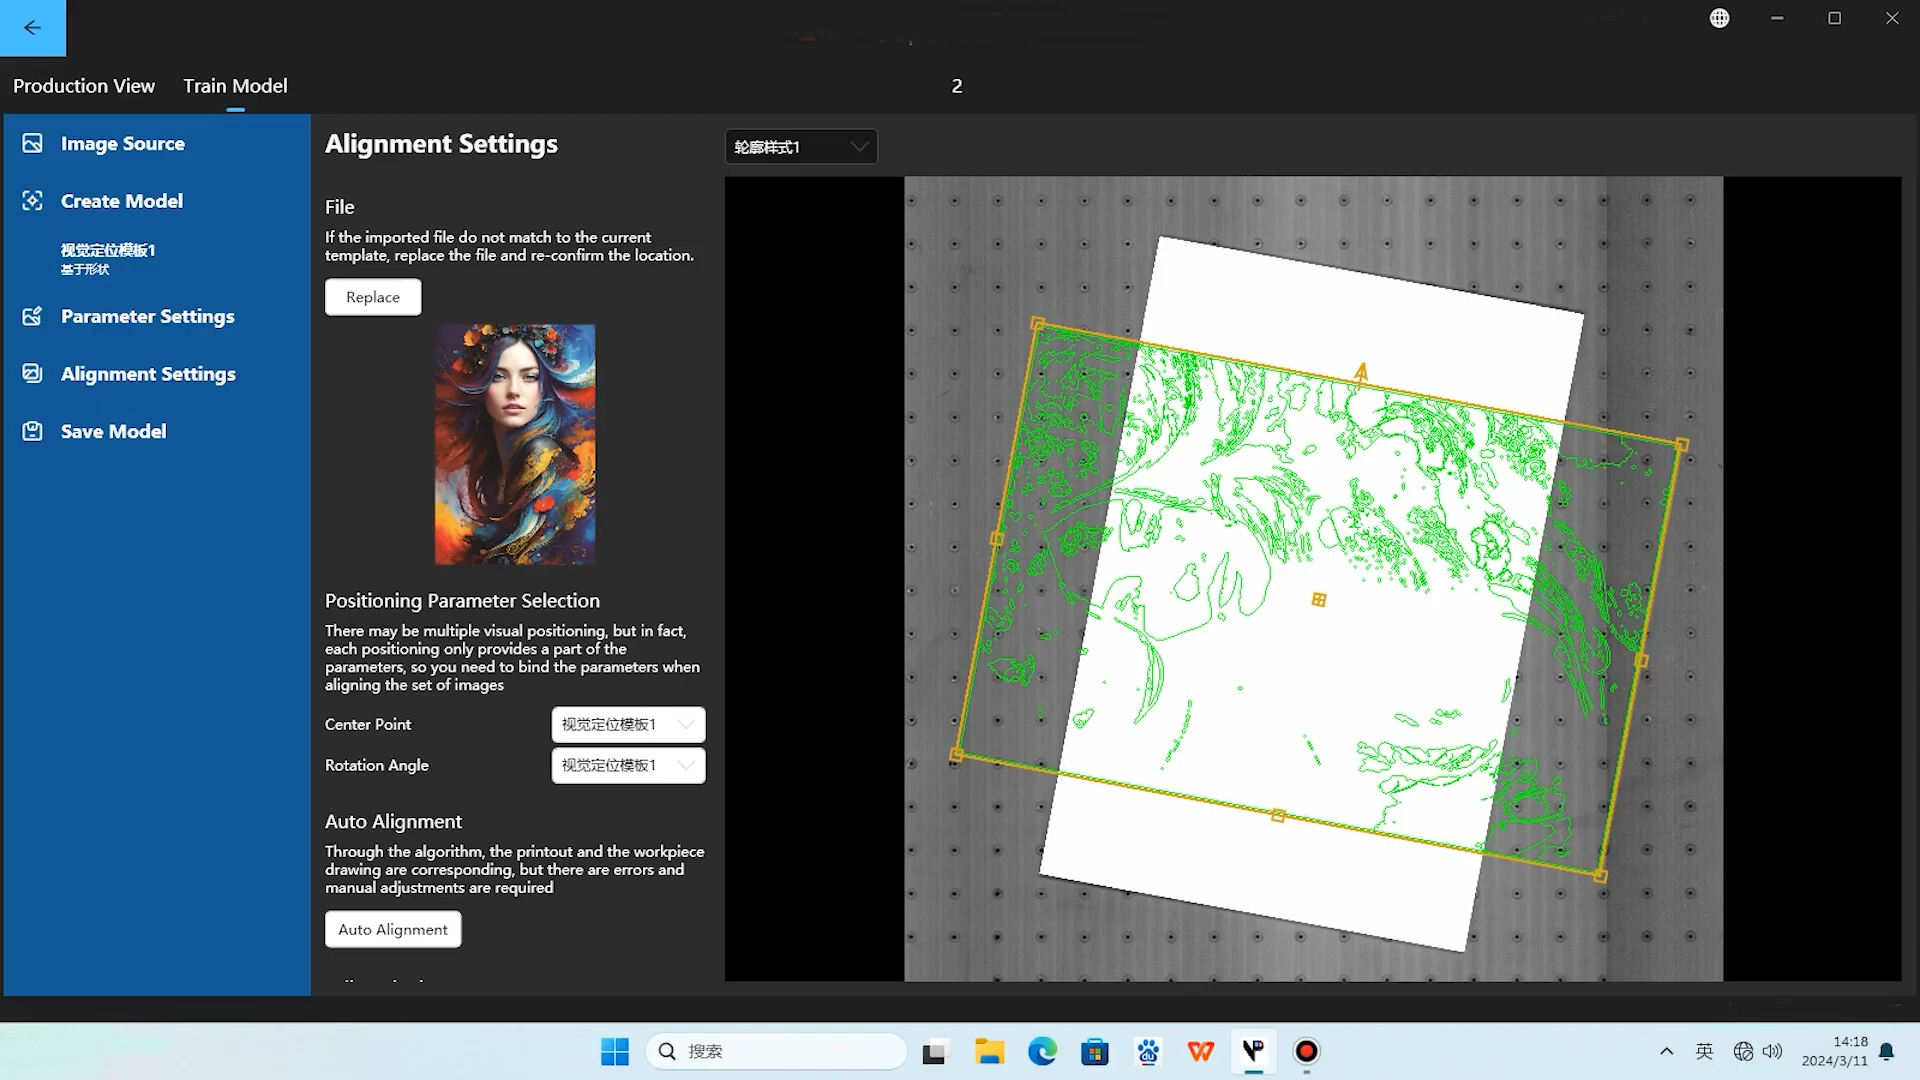 Production View
Train Model
2
Image Source
Create Model
视觉定位模板1
基于形状
Parameter Settings
Alignment Settings
Save Model
Alignment Settings
轮廓样式1
File
If the imported file do not match to the current
template, replace the file and re-confirm the location.
Replace
Positioning Parameter Selection
There may be multiple visual positioning, but in fact,
each positioning only provides a part of the
parameters, so you need to bind the parameters when
aligning the set of images
Center Point
视觉定位模板1
Rotation Angle
视觉定位模板1
Auto Alignment
Through the algorithm, the printout and the workpiece
drawing are corresponding, but there are errors and
manual adjustments are required
Auto Alignment
搜索
du
英
14:18
2024/3/11